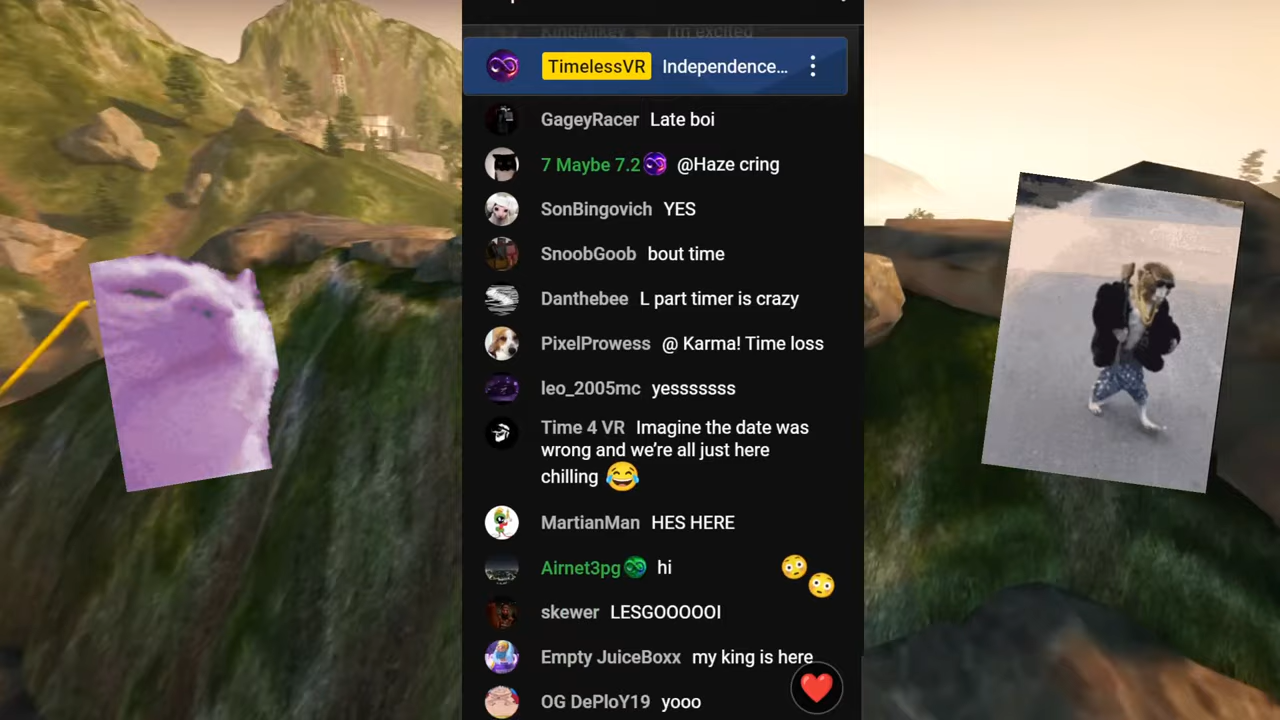 KingMikey I'm excited
TimelessVR Independence…
GageyRacer Late boi
7 Maybe 7.2 @Haze cring
SonBingovich YES
SnoobGoob bout time
Danthebee L part timer is crazy
PixelProwess @ Karma! Time loss
leo_2005mc yesssssss
Time 4 VR Imagine the date was
wrong and we’re all just here
chilling 😂
MartianMan HES HERE
Airnet3pg hi
skewer LESGOOOOOI
Empty JuiceBoxx my king is here
OG DePloY19 yooo